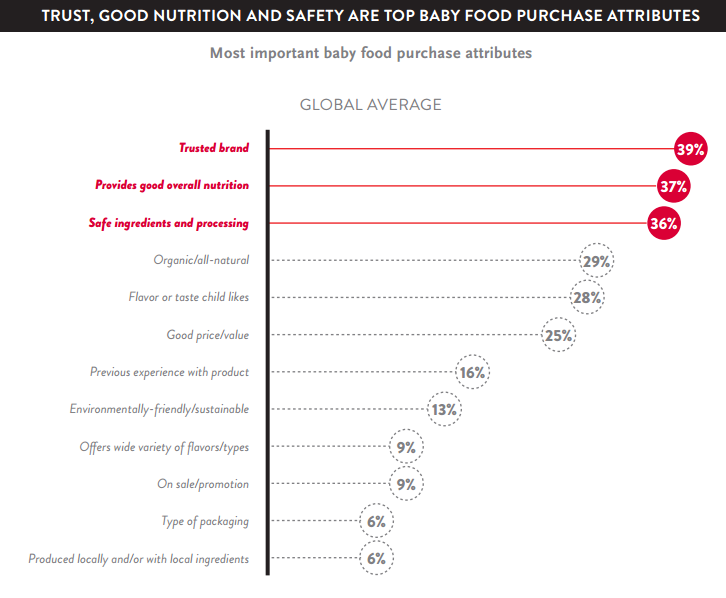 TRUST, GOOD NUTRITION AND SAFETY ARE TOP BABY FOOD PURCHASE ATTRIBUTES
Most important baby food purchase attributes
GLOBAL AVERAGE
Trusted brand 39%
Provides good overall nutrition 37%
Safe ingredients and processing 36%
Organic/all-natural 29%
Flavor or taste child likes 28%
Good price/value 25%
Previous experience with product 16%
Environmentally-friendly/sustainable 13%
Offers wide variety of flavors/types 9%
On sale/promotion 9%
Type of packaging 6%
Produced locally and/or with local ingredients 6%